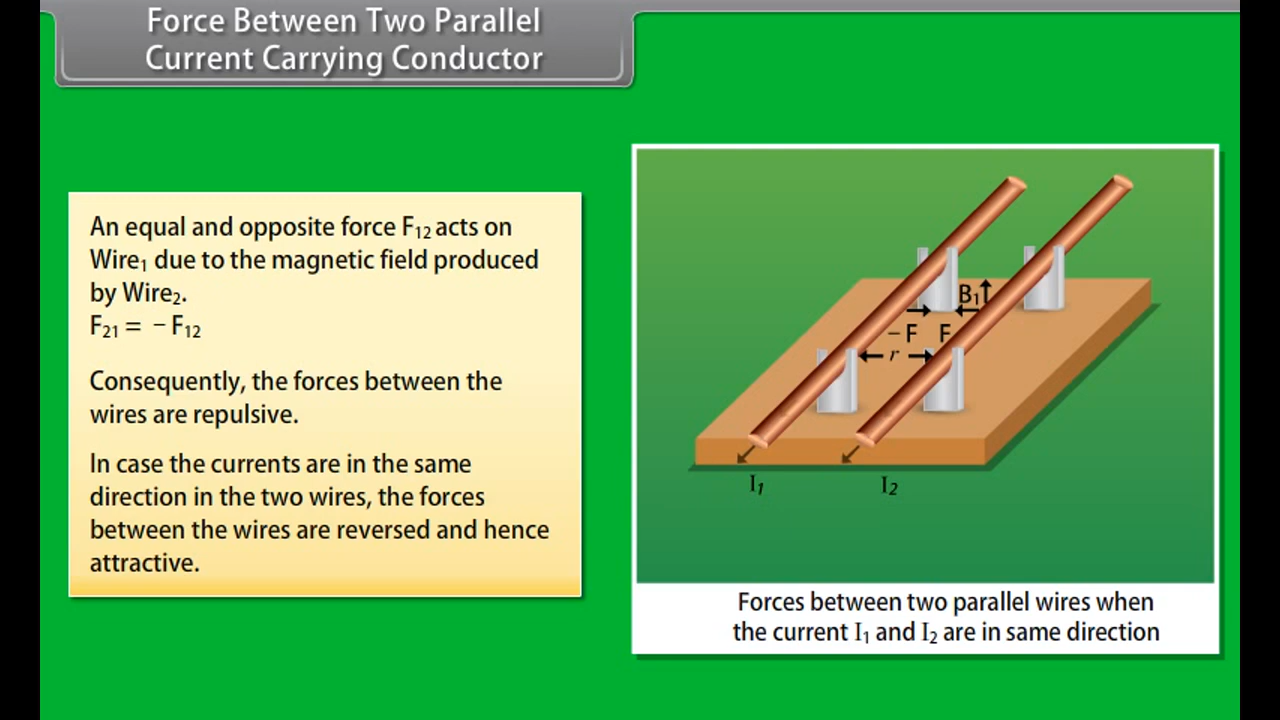 Force Between Two Parallel
Current Carrying Conductor
An equal and opposite force F₁₂ acts on
Wire₁ due to the magnetic field produced
by Wire₂.
F₂₁ = − F₁₂
Consequently, the forces between the
wires are repulsive.
In case the currents are in the same
direction in the two wires, the forces
between the wires are reversed and hence
attractive.
B₁
− F F
r
I₁ I₂
Forces between two parallel wires when
the current I₁ and I₂ are in same direction